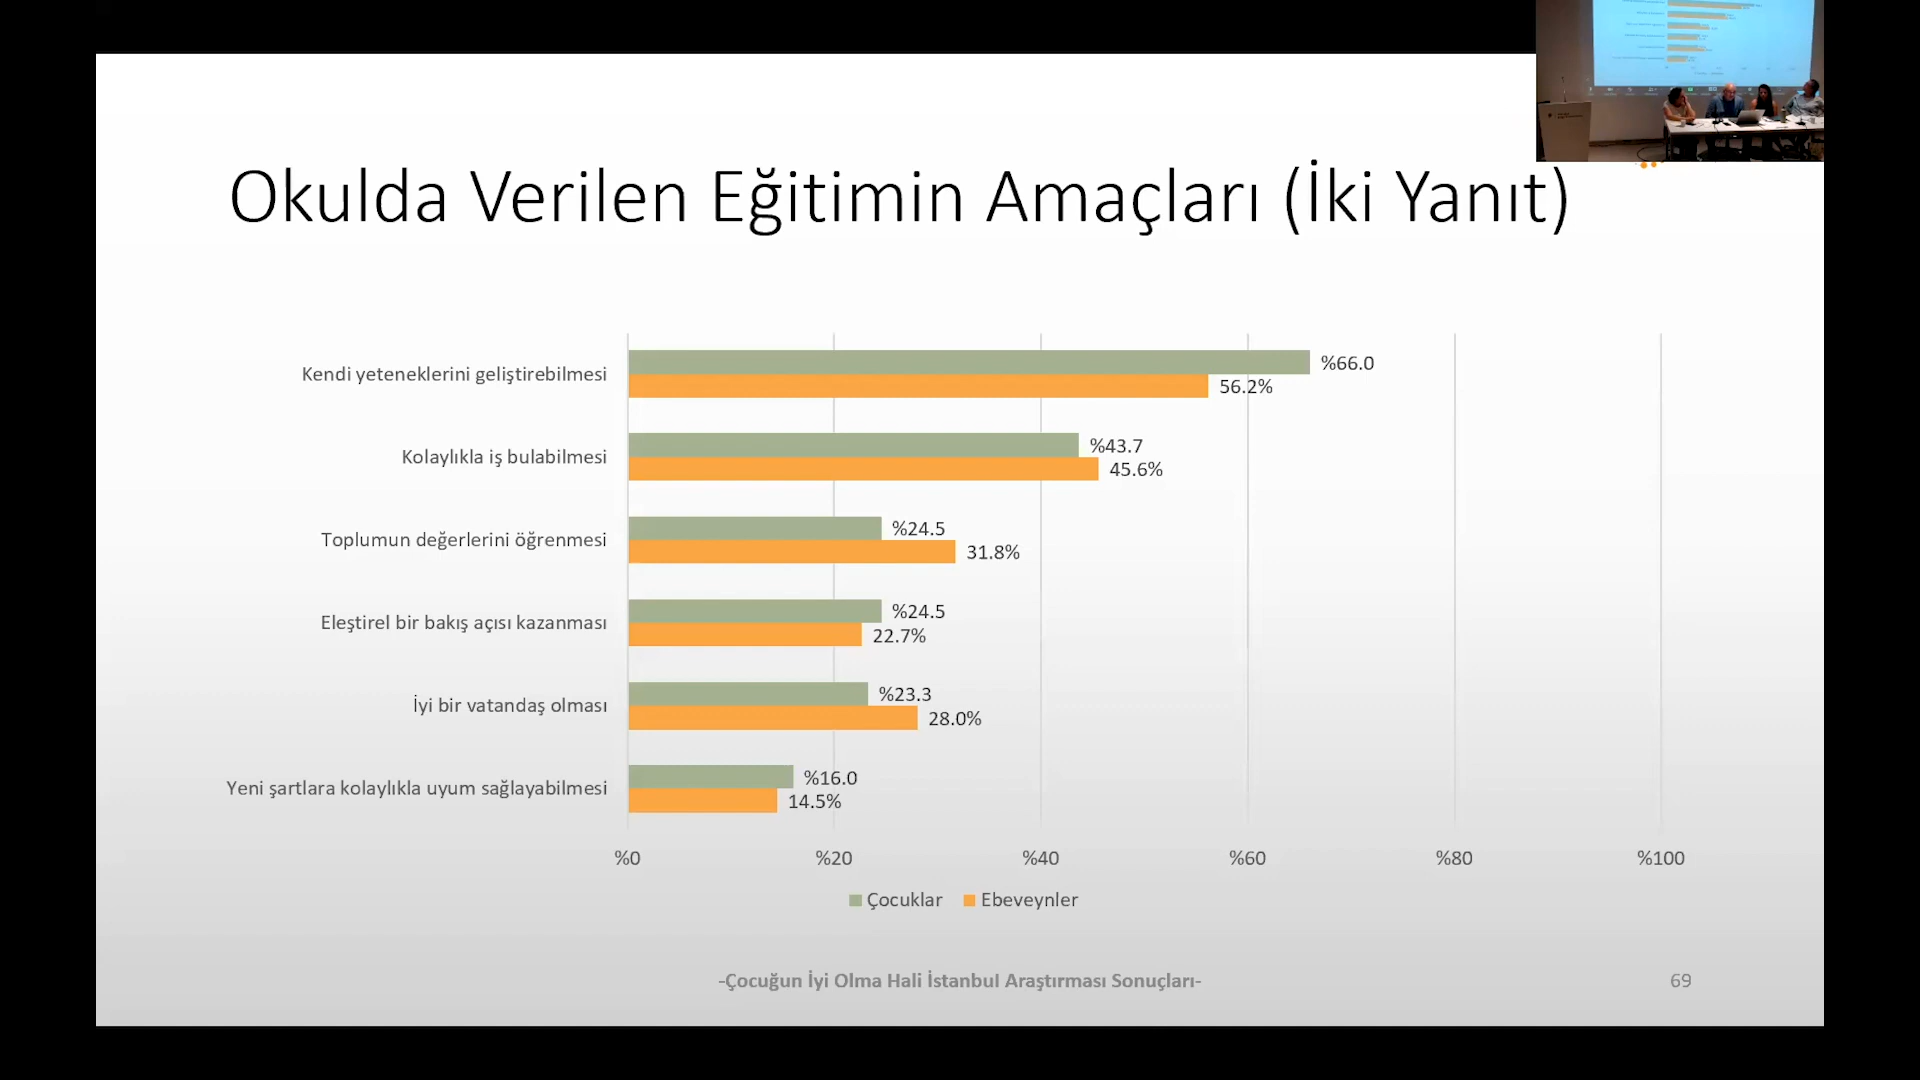 Okulda Verilen Eğitimin Amaçları (İki Yanıt)
Kendi yeteneklerini geliştirebilmesi
%66.0
56.2%
Kolaylıkla iş bulabilmesi
%43.7
45.6%
Toplumun değerlerini öğrenmesi
%24.5
31.8%
Eleştirel bir bakış açısı kazanması
%24.5
22.7%
İyi bir vatandaş olması
%23.3
28.0%
Yeni şartlara kolaylıkla uyum sağlayabilmesi
%16.0
14.5%
%0 %20 %40 %60 %80 %100
Çocuklar Ebeveynler
-Çocuğun İyi Olma Hali İstanbul Araştırması Sonuçları-
69